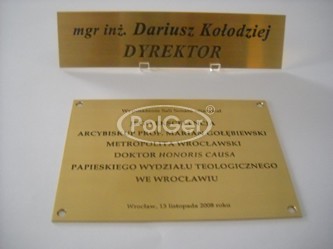 mgr inż. Dariusz Kołodziej
DYREKTOR
PolGer
ARCYBISKUP PROF. MARIAN GOŁĘBIEWSKI
METROPOLITA WROCŁAWSKI
DOKTOR HONORIS CAUSA
PAPIESKIEGO WYDZIAŁU TEOLOGICZNEGO
WE WROCŁAWIU
Wrocław, 13 listopada 2008 roku